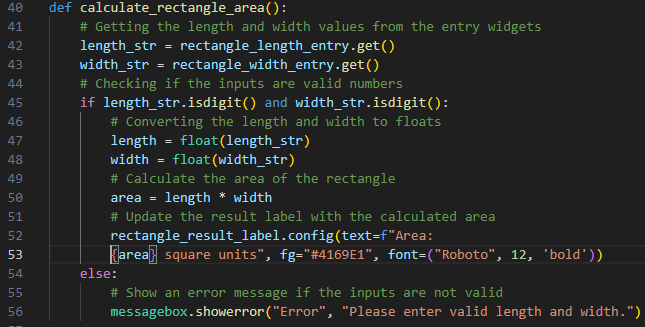 40 def calculate_rectangle_area():
41     # Getting the length and width values from the entry widgets
42     length_str = rectangle_length_entry.get()
43     width_str = rectangle_width_entry.get()
44     # Checking if the inputs are valid numbers
45     if length_str.isdigit() and width_str.isdigit():
46         # Converting the length and width to floats
47         length = float(length_str)
48         width = float(width_str)
49         # Calculate the area of the rectangle
50         area = length * width
51         # Update the result label with the calculated area
52         rectangle_result_label.config(text=f"Area:
53         {area} square units", fg="#4169E1", font=("Roboto", 12, 'bold'))
54     else:
55         # Show an error message if the inputs are not valid
56         messagebox.showerror("Error", "Please enter valid length and width.")